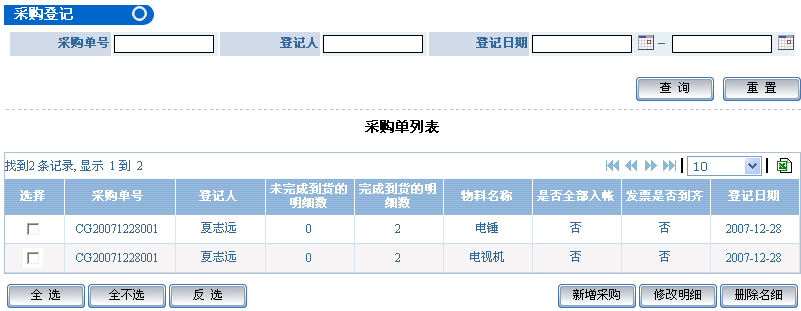 采购登记
采购单号 登记人 登记日期 –
查 询 重 置
采购单列表
找到2 条记录, 显示 1 到 2 10
选择 采购单号 登记人 未完成到货的明细数 完成到货的明细数 物料名称 是否全部入帐 发票是否到齐 登记日期
CG20071228001 夏志远 0 2 电锤 否 否 2007-12-28
CG20071228001 夏志远 0 2 电视机 否 否 2007-12-28
全 选 全不选 反 选 新增采购 修改明细 删除名细